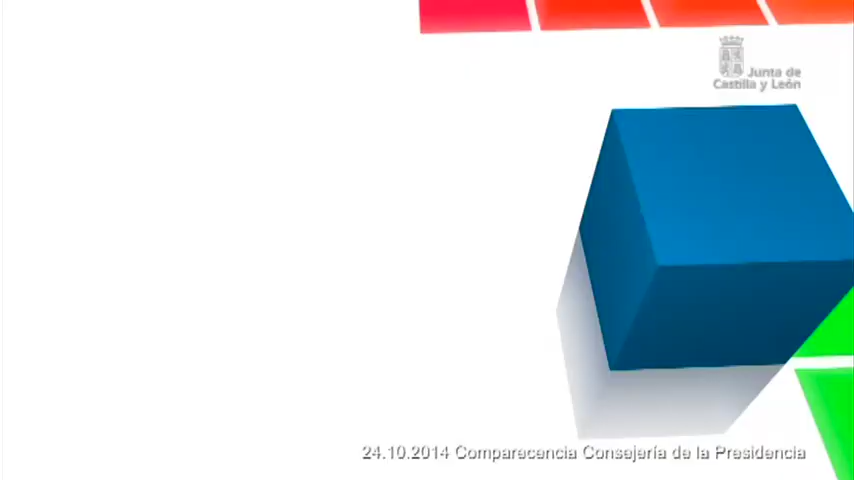 Junta de
Castilla y León
24.10.2014 Comparecencia Consejería de la Presidencia